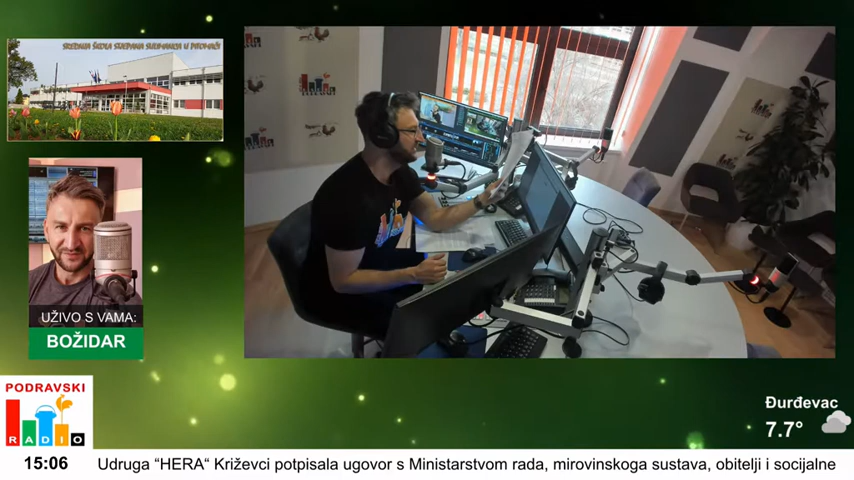 SREDNJA ŠKOLA STJEPANA SULIMANCA U PITOMAČI
UŽIVO S VAMA:
BOŽIDAR
PODRAVSKI
RADIO
Đurđevac
7.7°
15:06
Udruga “HERA“ Križevci potpisala ugovor s Ministarstvom rada, mirovinskoga sustava, obitelji i socijalne